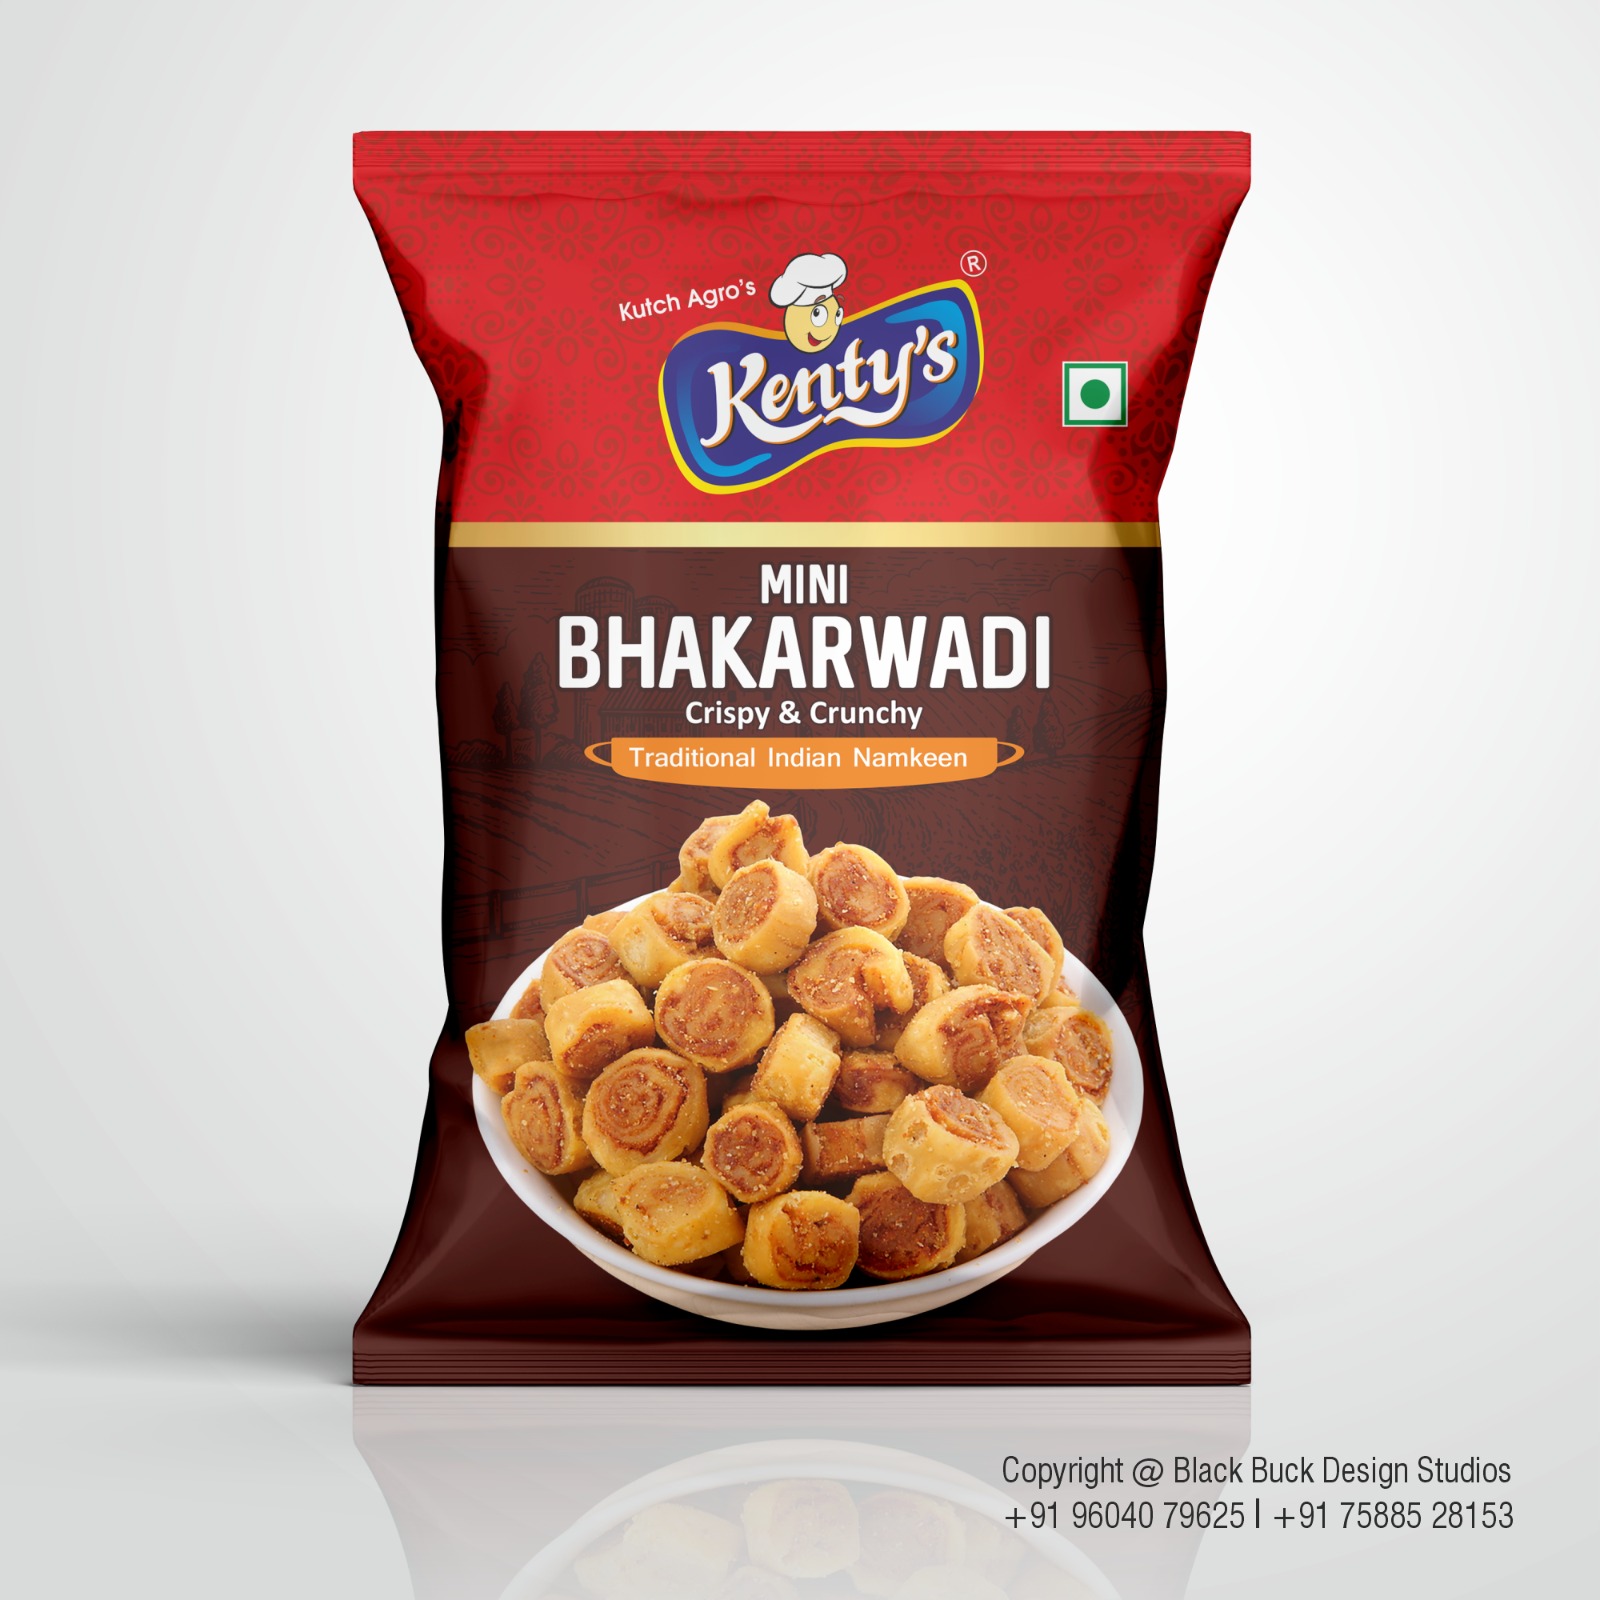 Kutch Agro's
®
Kenty's
MINI
BHAKARWADI
Crispy & Crunchy
Traditional Indian Namkeen
Copyright @ Black Buck Design Studios
+91 96040 79625 | +91 75885 28153